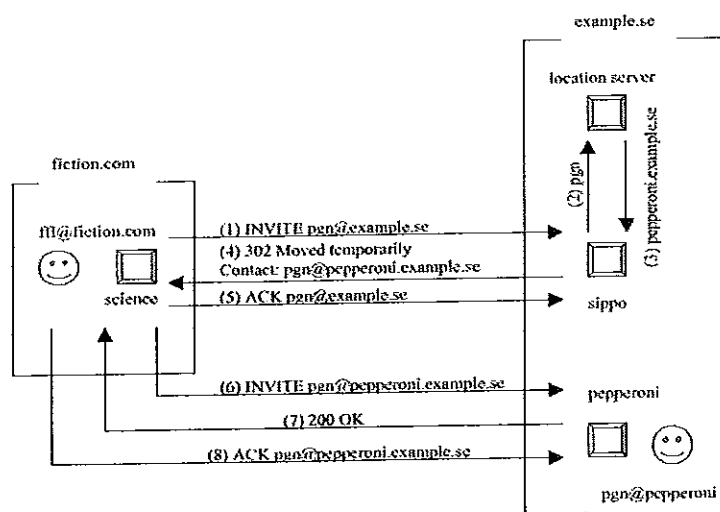 example.se
location server
(2) pgn
(3) pepperoni.example.se
fiction.com
ffl@fiction.com
science
(1) INVITE pgn@example.se
(4) 302 Moved temporarily
Contact: pgn@pepperoni.example.se
(5) ACK pgn@example.se
sippo
(6) INVITE pgn@pepperoni.example.se
pepperoni
(7) 200 OK
(8) ACK pgn@pepperoni.example.se
pgn@pepperoni